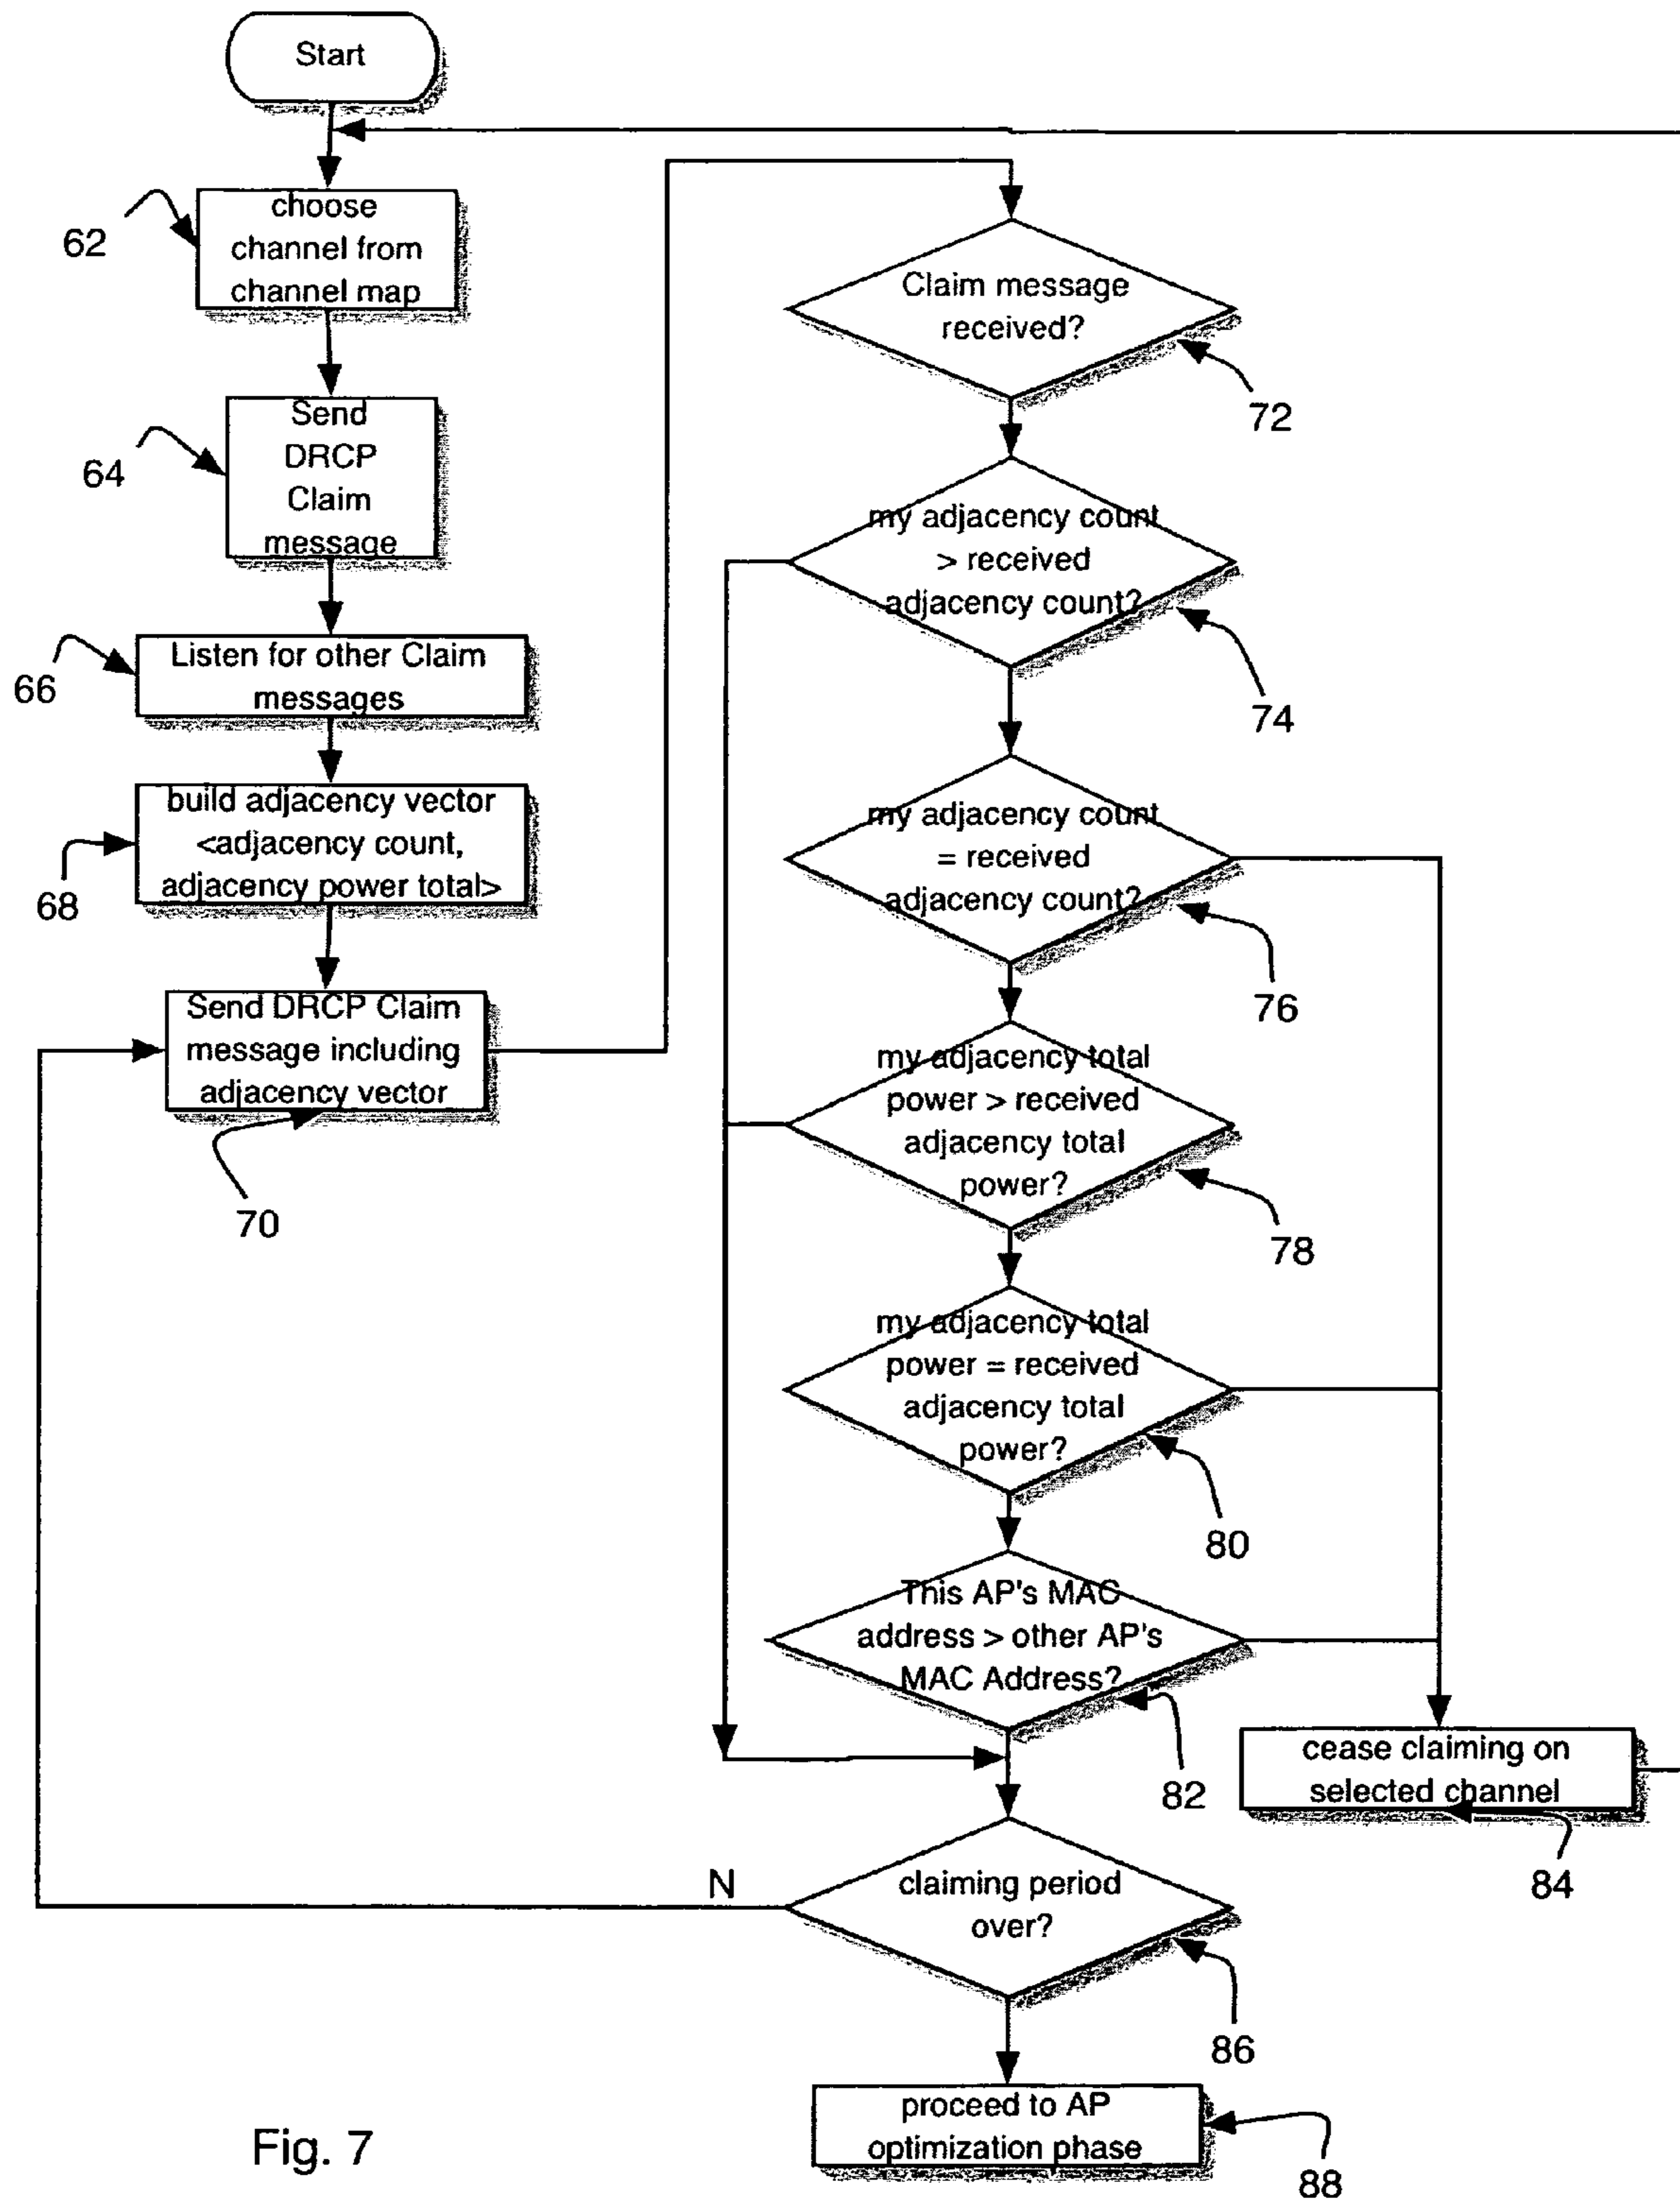 Start
choose
channel from
channel map
62
Send
DRCP
Claim
message
64
Listen for other Claim
messages
66
build adjacency vector
<adjacency count,
adjacency power total>
68
Send DRCP Claim
message including
adjacency vector
70
Claim message
received?
72
my adjacency count
> received
adjacency count?
74
my adjacency count
= received
adjacency count?
76
my adjacency total
power > received
adjacency total
power?
78
my adjacency total
power = received
adjacency total
power?
80
This AP's MAC
address > other AP's
MAC Address?
82
cease claiming on
selected channel
84
N
claiming period
over?
86
proceed to AP
optimization phase
88
Fig. 7